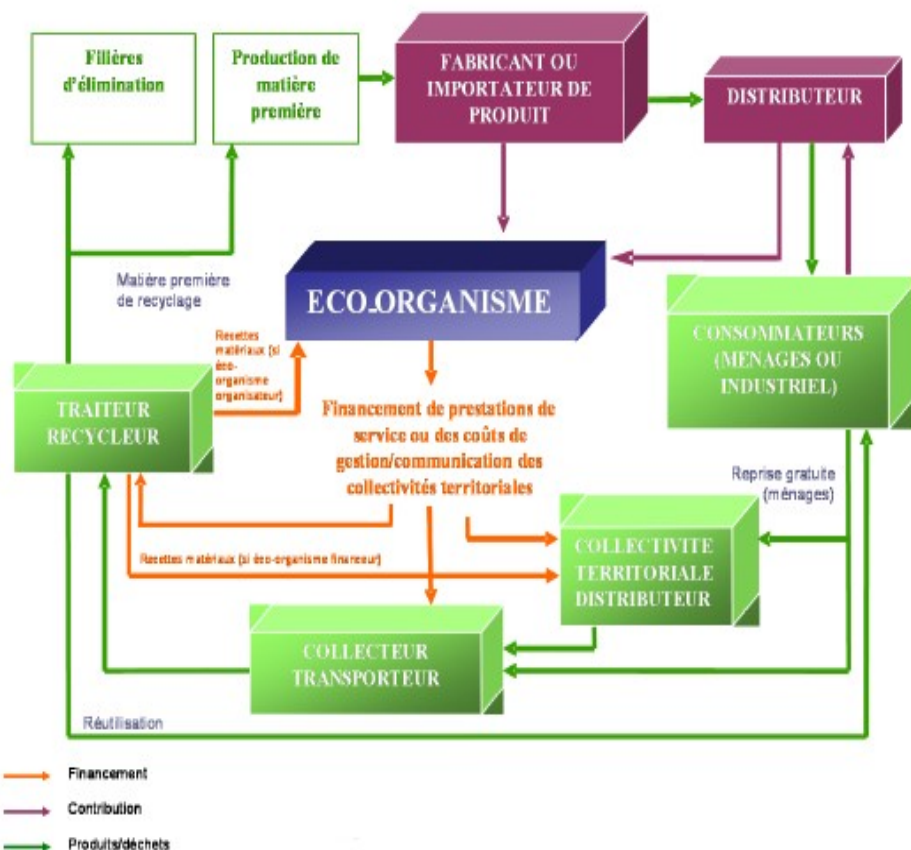 Filières
d'élimination
Production de
matière
première
FABRICANT OU
IMPORTATEUR DE
PRODUIT
DISTRIBUTEUR
Matière première
de recyclage
ECO-ORGANISME
CONSOMMATEURS
(MENAGES OU
INDUSTRIEL)
Recettes
matériaux (si
éco-
organisme
organisateur)
TRAITEUR
RECYCLEUR
Financement de prestations de
service ou des coûts de
gestion/communication des
collectivités territoriales
Reprise gratuite
(ménages)
Recettes matériaux (si éco-organisme financeur)
COLLECTIVITE
TERRITORIALE
DISTRIBUTEUR
COLLECTEUR
TRANSPORTEUR
Réutilisation
Financement
Contribution
Produits/déchets